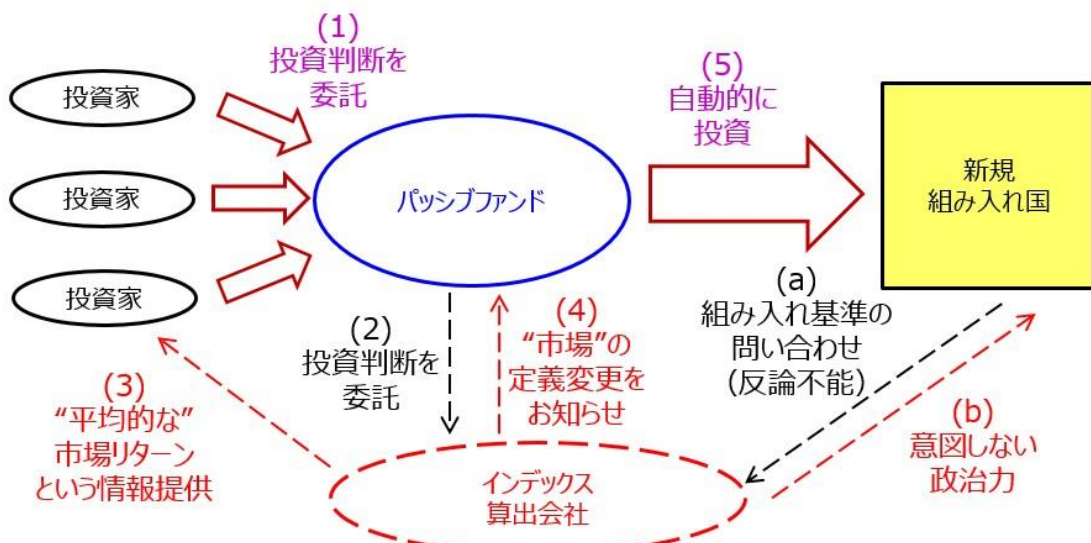 (1)
投資判断を
委託
投資家
投資家
投資家
パッシブファンド
(5)
自動的に
投資
新規
組み入れ国
(2)
投資判断を
委託
(4)
“市場”の
定義変更を
お知らせ
(a)
組み入れ基準の
問い合わせ
(反論不能)
(3)
“平均的な”
市場リターン
という情報提供
(b)
意図しない
政治力
インデックス
算出会社